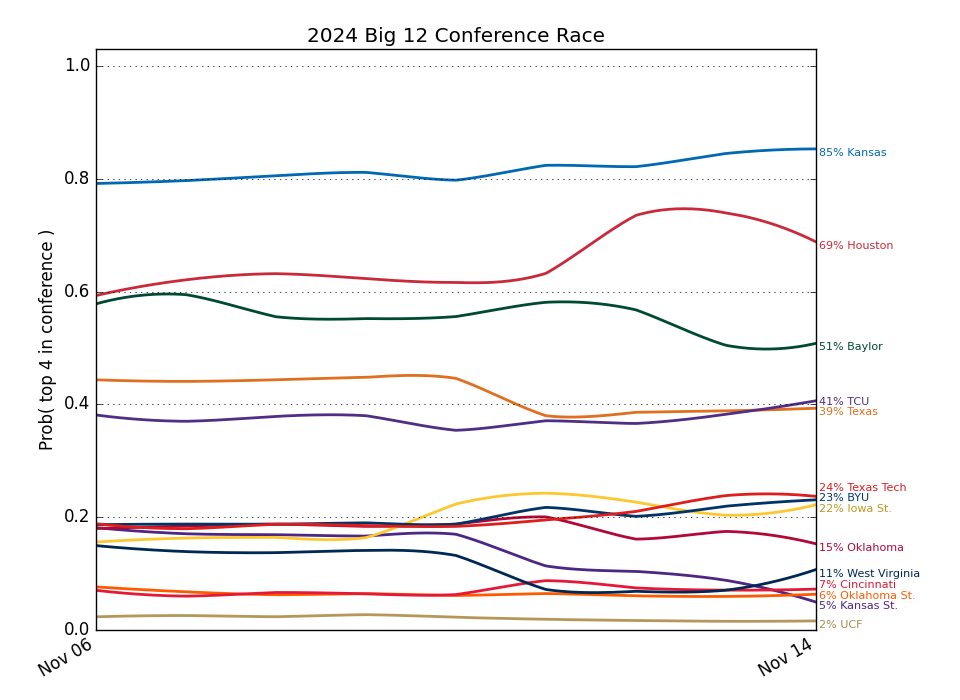 2024 Big 12 Conference Race
Prob( top 4 in conference )
1.0
0.8
0.6
0.4
0.2
0.0
Nov 06
Nov 14
85% Kansas
69% Houston
51% Baylor
41% TCU
39% Texas
24% Texas Tech
23% BYU
22% Iowa St.
15% Oklahoma
11% West Virginia
7% Cincinnati
6% Oklahoma St.
5% Kansas St.
2% UCF